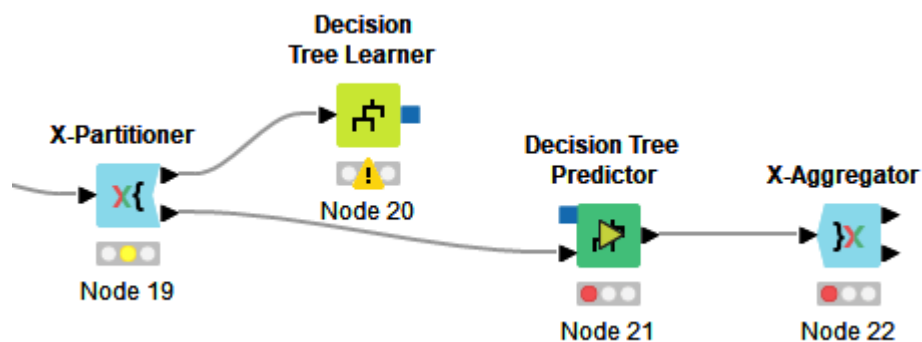 Decision
Tree Learner
X-Partitioner
Node 20
Node 19
Decision Tree
Predictor
X-Aggregator
Node 21
Node 22